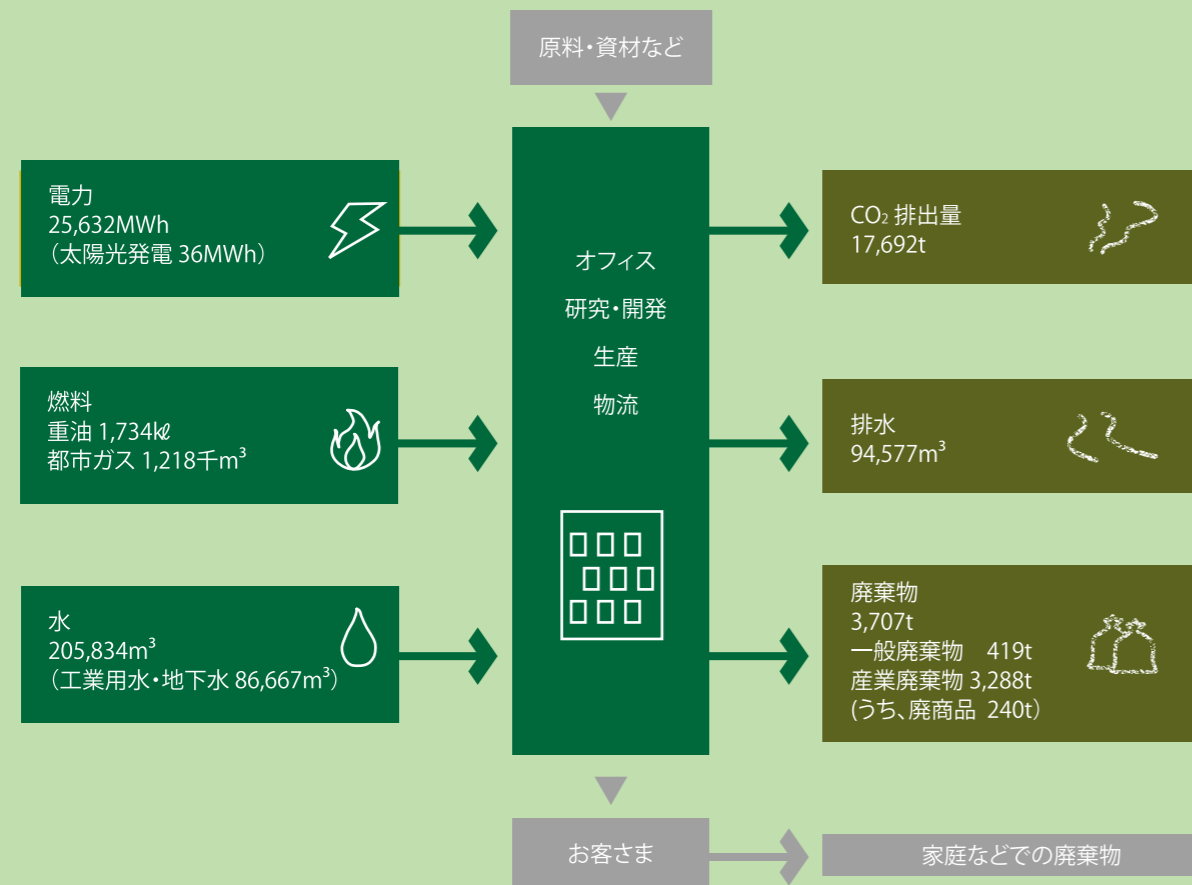 原料・資材など
電力
25,632MWh
（太陽光発電 36MWh）
燃料
重油 1,734㎘
都市ガス 1,218千m³
水
205,834m³
（工業用水・地下水 86,667m³）
オフィス
研究・開発
生産
物流
CO₂ 排出量
17,692t
排水
94,577m³
廃棄物
3,707t
一般廃棄物 419t
産業廃棄物 3,288t
(うち、廃商品 240t）
お客さま
家庭などでの廃棄物